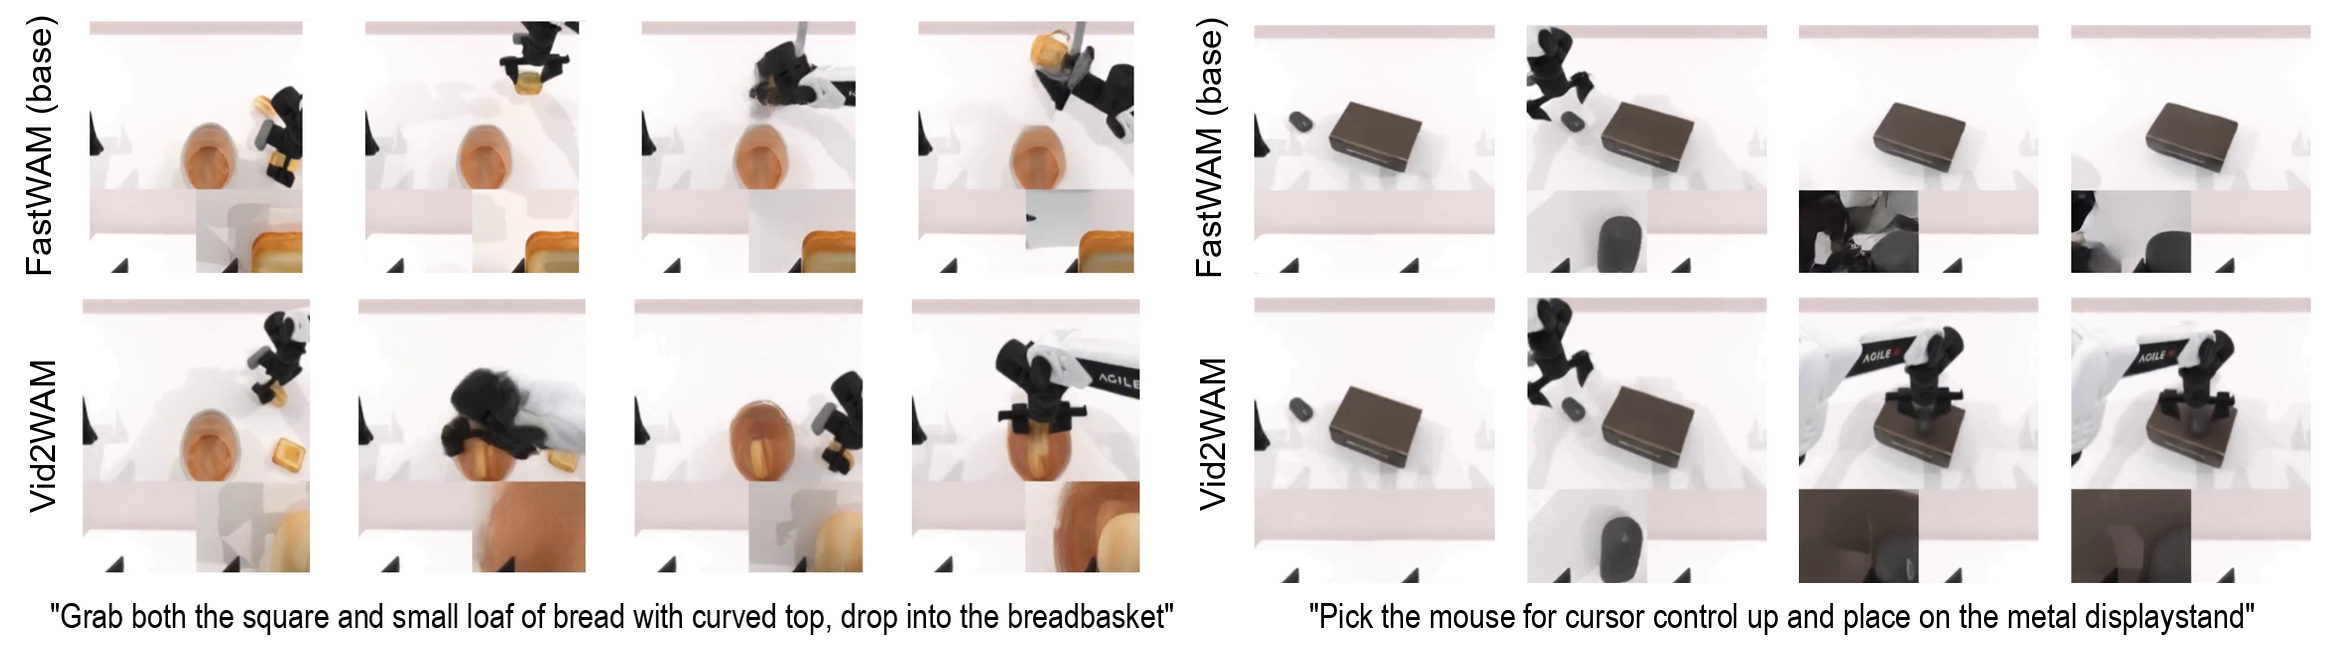 FastWAM (base)
FastWAM (base)
AGILE
AGILE
AGILE
Vid2WAM
Vid2WAM
"Grab both the square and small loaf of bread with curved top, drop into the breadbasket"
"Pick the mouse for cursor control up and place on the metal displaystand"